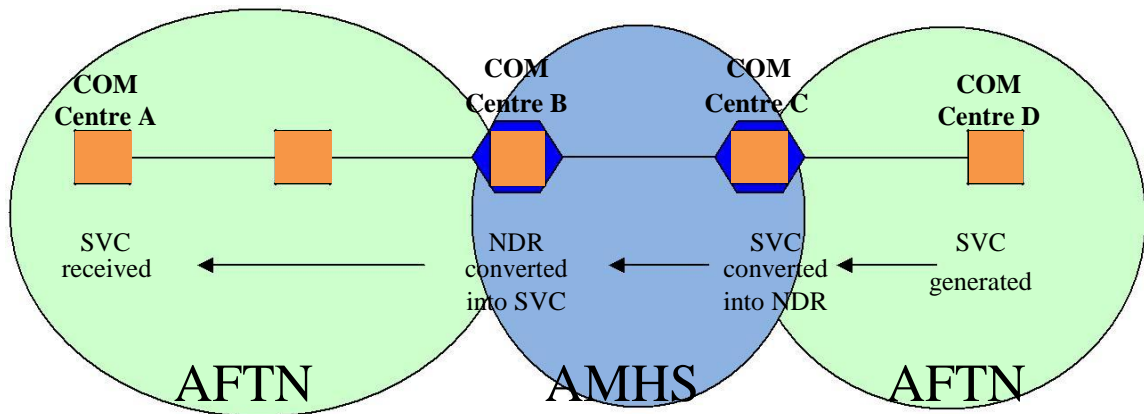 COM
Centre A
COM
Centre B
COM
Centre C
COM
Centre D
SVC
received
NDR
converted
into SVC
SVC
converted
into NDR
SVC
generated
AFTN
AMHS
AFTN